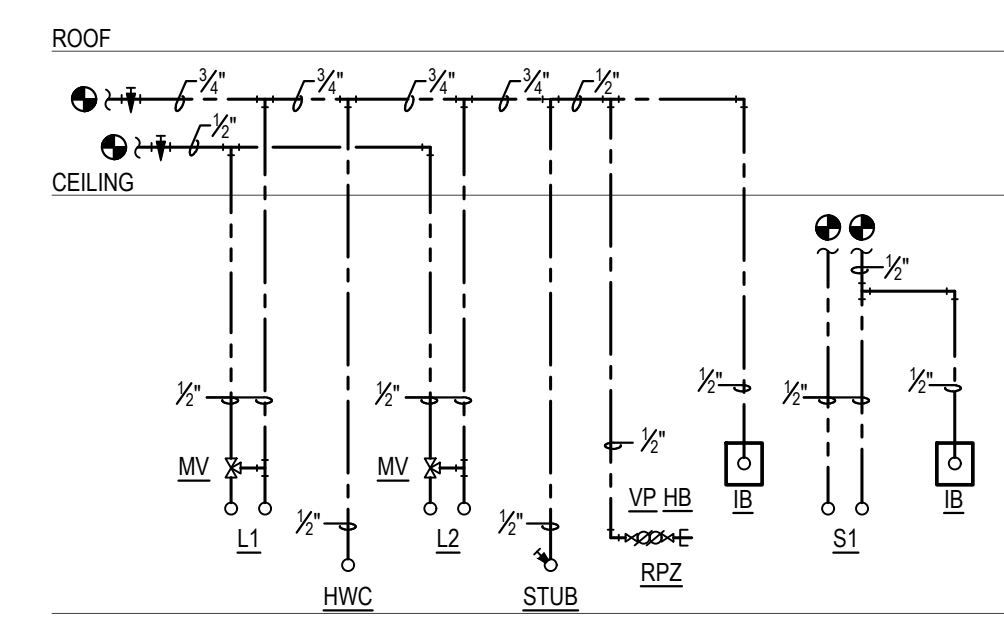 ROOF
3/4" 3/4" 3/4" 3/4" 1/2"
1/2"
CEILING
1/2"
1/2" 1/2" 1/2" 1/2" 1/2"
1/2"
MV MV
VP HB IB IB
1/2" L1 1/2" L2 1/2" S1
RPZ
HWC STUB